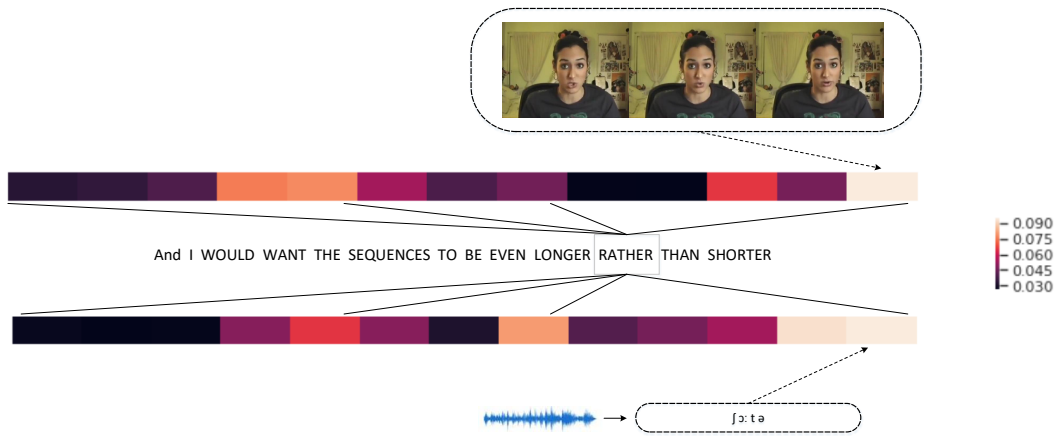 And I WOULD WANT THE SEQUENCES TO BE EVEN LONGER RATHER THAN SHORTER
0.090
0.075
0.060
0.045
0.030
ʃ ɔː t ə